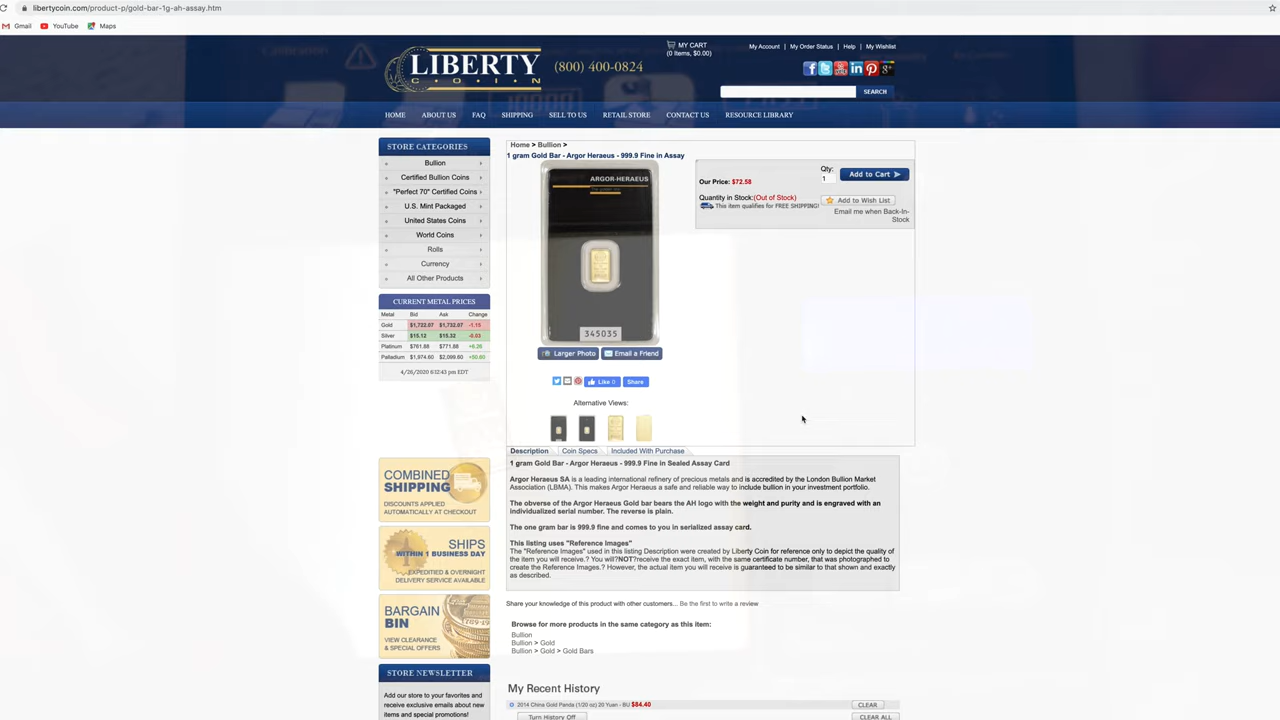 libertycoin.com/product-p/gold-bar-1g-ah-assay.htm
Gmail YouTube Maps
LIBERTY
C·O·I·N
(800) 400-0824
MY CART
(0 Items, $0.00)
My Account | My Order Status | Help | My Wishlist
SEARCH
HOME ABOUT US FAQ SHIPPING SELL TO US RETAIL STORE CONTACT US RESOURCE LIBRARY
STORE CATEGORIES
Bullion
Certified Bullion Coins
"Perfect 70" Certified Coins
U.S. Mint Packaged
United States Coins
World Coins
Rolls
Currency
All Other Products
CURRENT METAL PRICES
Metal Bid Ask Change
Gold $1,722.07 $1,732.07 -1.15
Silver $15.12 $15.32 -0.03
Platinum $761.88 $771.88 +6.26
Palladium $1,974.60 $2,099.60 +50.60
4/26/2020 6:12:43 pm EDT
COMBINED
SHIPPING
DISCOUNTS APPLIED
AUTOMATICALLY AT CHECKOUT
SHIPS
WITHIN 1 BUSINESS DAY
EXPEDITED & OVERNIGHT
DELIVERY SERVICE AVAILABLE
BARGAIN
BIN
VIEW CLEARANCE
& SPECIAL OFFERS
STORE NEWSLETTER
Add our store to your favorites and
receive exclusive emails about new
items and special promotions!
Home > Bullion >
1 gram Gold Bar - Argor Heraeus - 999.9 Fine in Assay
ARGOR-HERAEUS
345035
Larger Photo Email a Friend
Like 0 Share
Alternative Views:
Our Price: $72.58
Quantity in Stock:(Out of Stock)
This item qualifies for FREE SHIPPING!
Qty:
1
Add to Cart
Add to Wish List
Email me when Back-In-
Stock
Description Coin Specs Included With Purchase
1 gram Gold Bar - Argor Heraeus - 999.9 Fine in Sealed Assay Card
Argor Heraeus SA is a leading international refinery of precious metals and is accredited by the London Bullion Market
Association (LBMA). This makes Argor Heraeus a safe and reliable way to include bullion in your investment portfolio.
The obverse of the Argor Heraeus Gold bar bears the AH logo with the weight and purity and is engraved with an
individualized serial number. The reverse is plain.
The one gram bar is 999.9 fine and comes to you in serialized assay card.
This listing uses "Reference Images"
The "Reference Images" used in this listing Description were created by Liberty Coin for reference only to depict the quality of
the item you will receive.? You will?NOT?receive the exact item, with the same certificate number, that was photographed to
create the Reference Images.? However, the actual item you will receive is guaranteed to be similar to that shown and exactly
as described.
Share your knowledge of this product with other customers... Be the first to write a review
Browse for more products in the same category as this item:
Bullion
Bullion > Gold
Bullion > Gold > Gold Bars
My Recent History
2014 China Gold Panda (1/20 oz) 20 Yuan - BU $84.40 CLEAR
Turn History Off CLEAR ALL